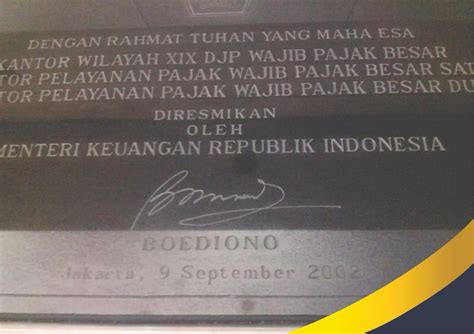 DENGAN RAHMAT TUHAN YANG MAHA ESA
KANTOR WILAYAH XIX DJP WAJIB PAJAK BESAR
TOR PELAYANAN PAJAK WAJIB PAJAK BESAR SAT
TOR PELAYANAN PAJAK WAJIB PAJAK BESAR DU
DIRESMIKAN
OLEH
MENTERI KEUANGAN REPUBLIK INDONESIA
BOEDIONO
Jakarta, 9 September 2002